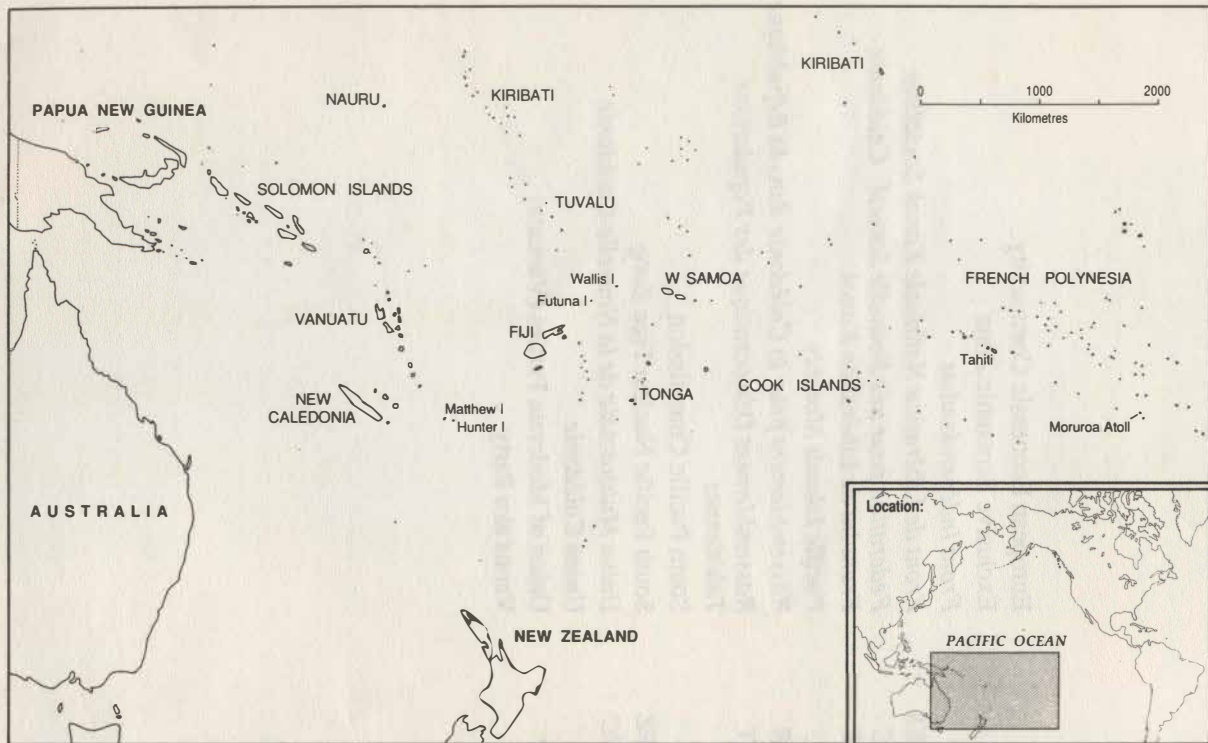 KIRIBATI
0 1000 2000
Kilometres
NAURU
KIRIBATI
PAPUA NEW GUINEA
SOLOMON ISLANDS
TUVALU
Wallis I
W SAMOA
FRENCH POLYNESIA
Futuna I
VANUATU
FIJI
Tahiti
NEW
CALEDONIA
TONGA
COOK ISLANDS
Matthew I
Hunter I
Moruroa Atoll
AUSTRALIA
NEW ZEALAND
Location:
PACIFIC OCEAN